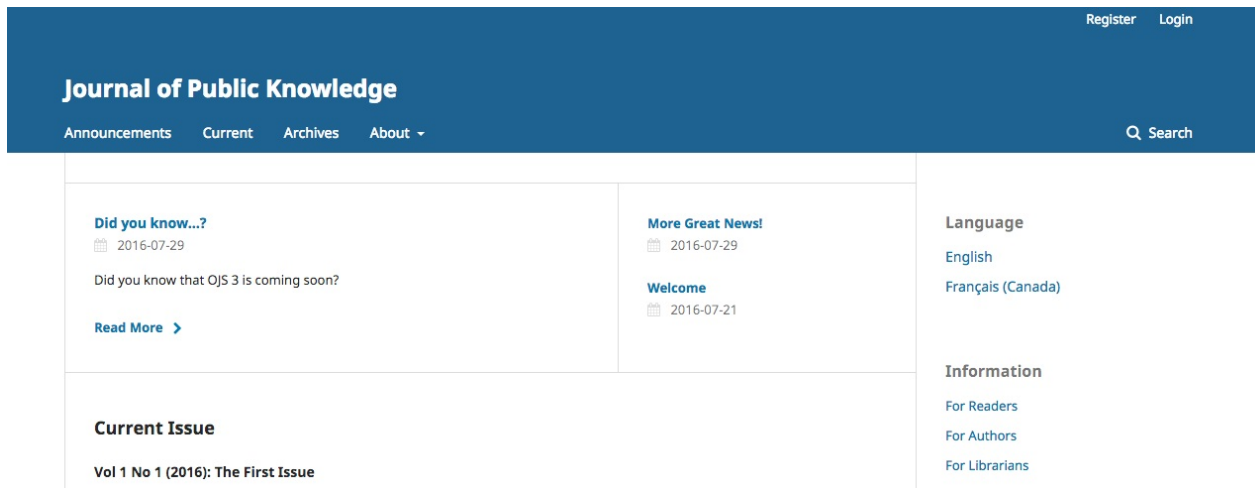 Register Login
Journal of Public Knowledge
Announcements Current Archives About
Search
Did you know...?
2016-07-29
Did you know that OJS 3 is coming soon?
Read More
More Great News!
2016-07-29
Welcome
2016-07-21
Current Issue
Vol 1 No 1 (2016): The First Issue
Language
English
Français (Canada)
Information
For Readers
For Authors
For Librarians